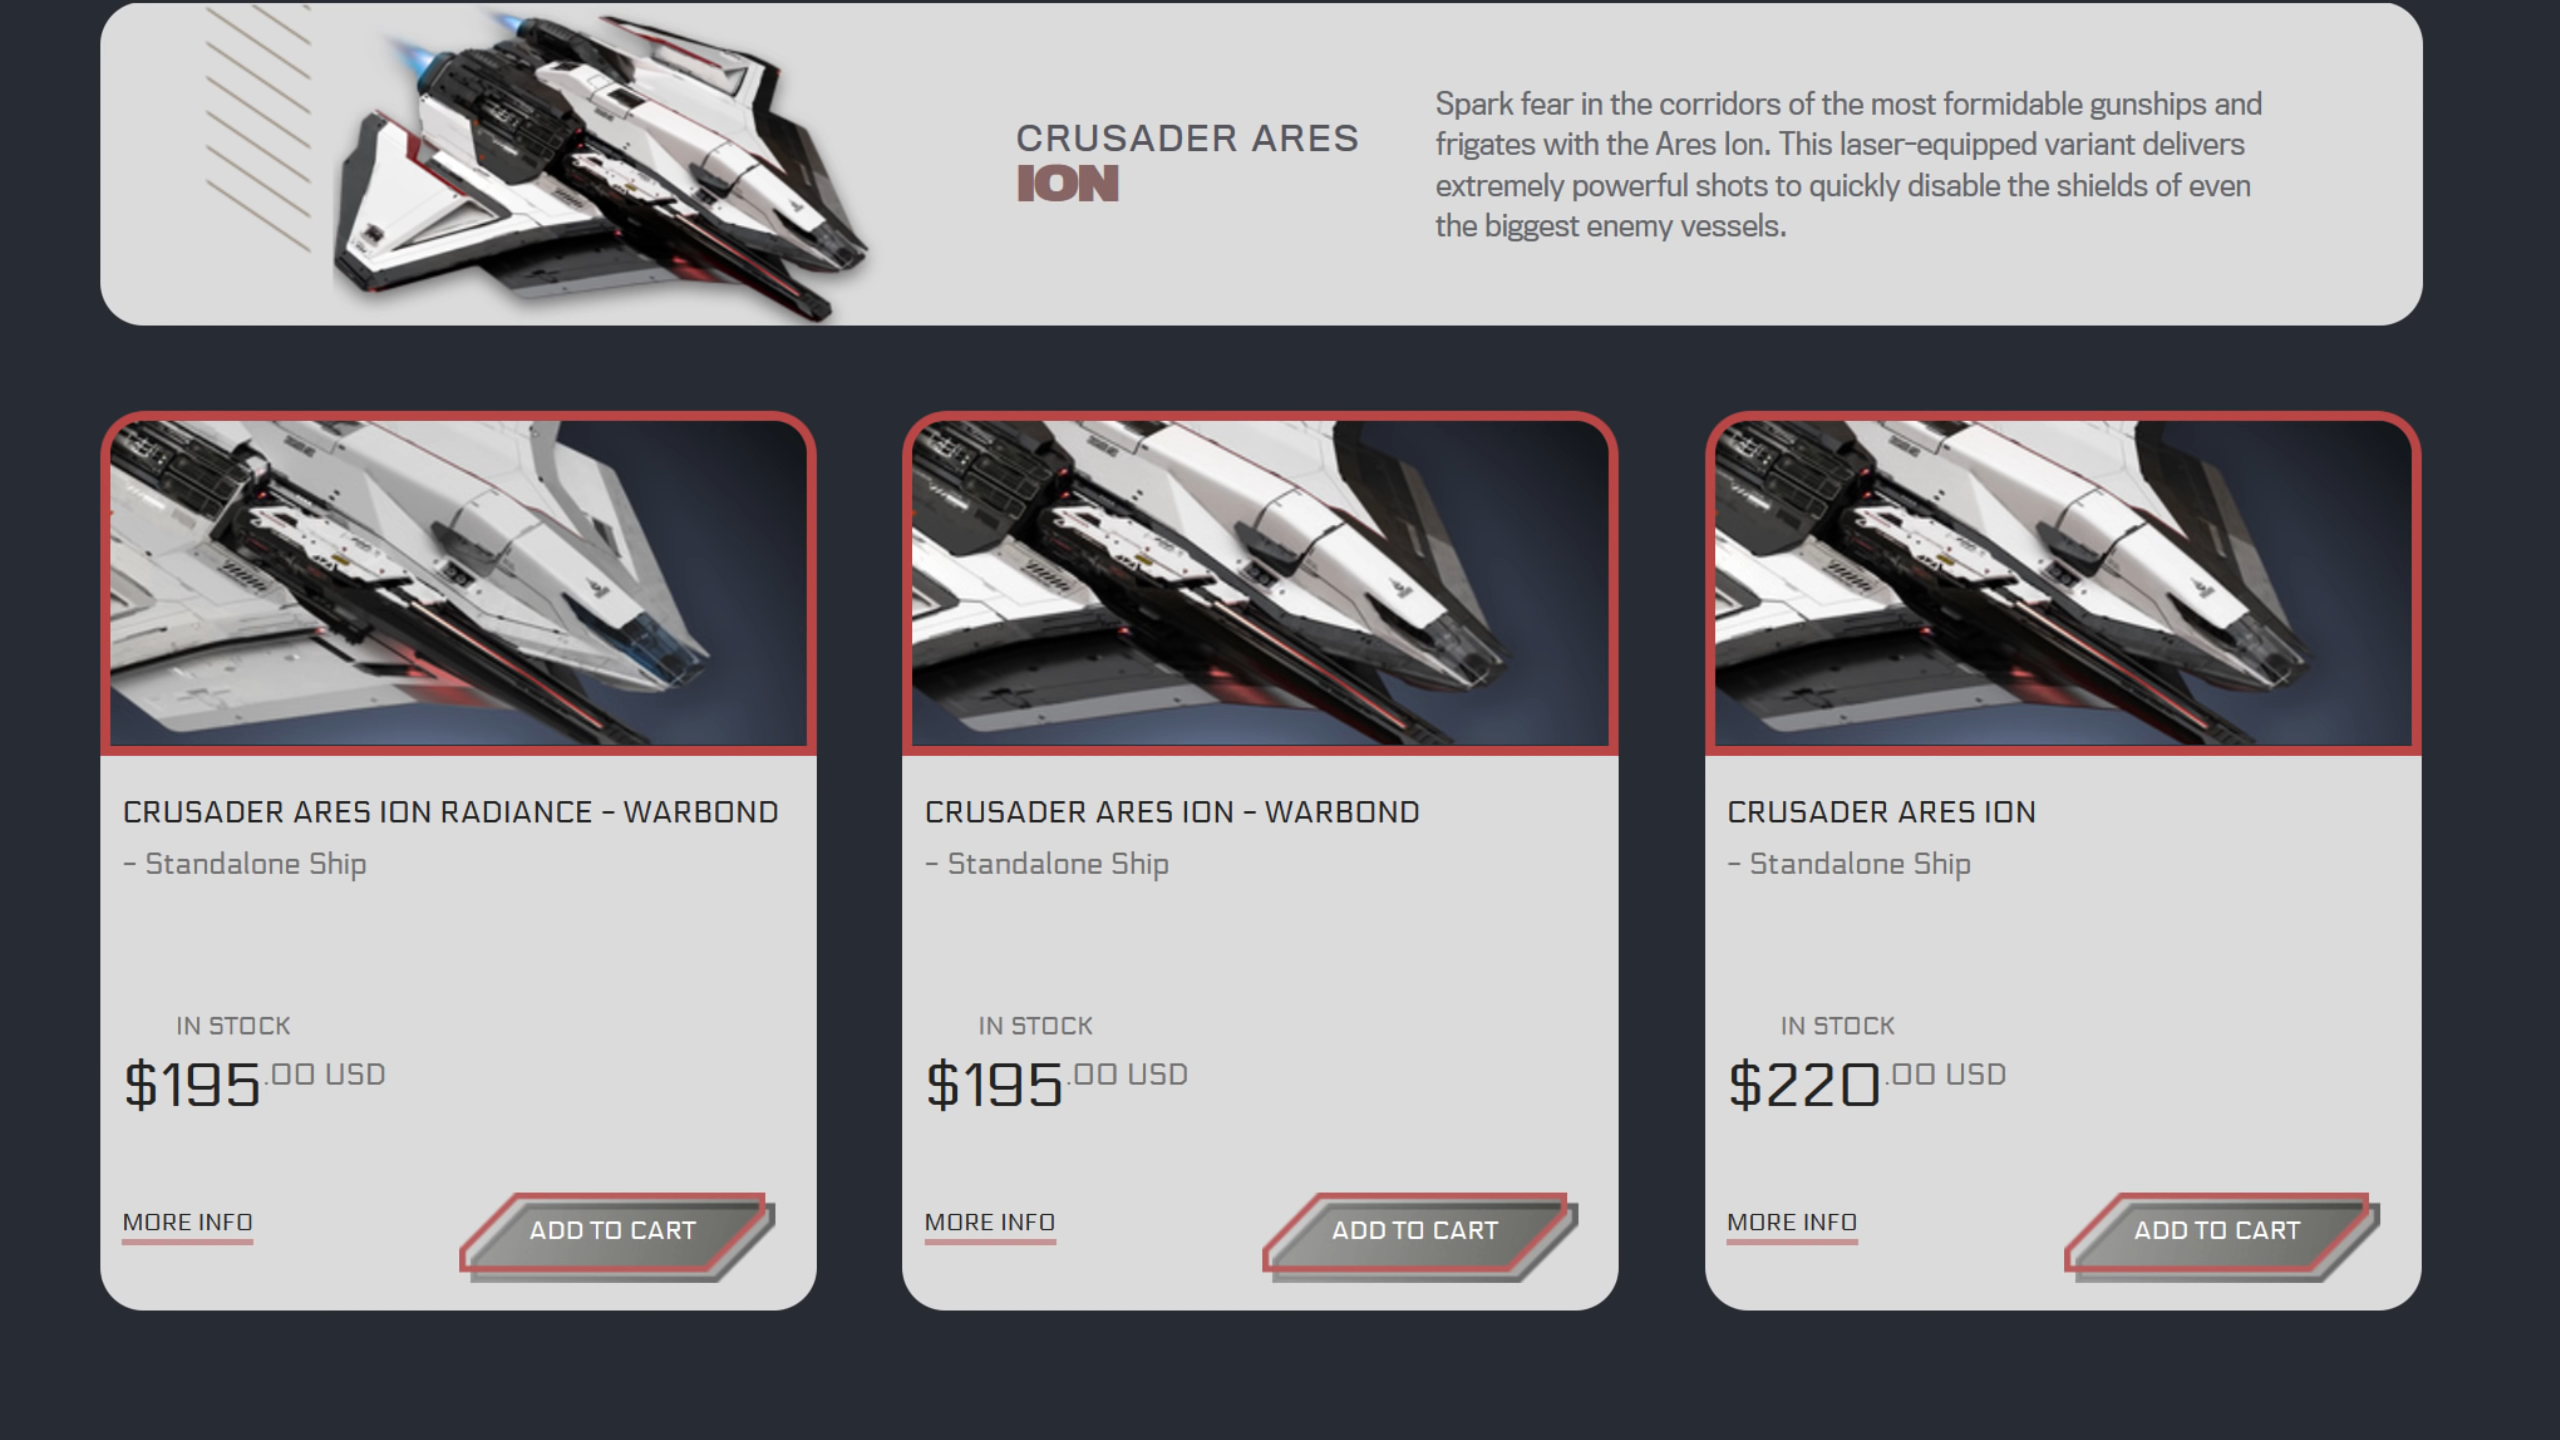 CRUSADER ARES
ION
Spark fear in the corridors of the most formidable gunships and
frigates with the Ares Ion. This laser-equipped variant delivers
extremely powerful shots to quickly disable the shields of even
the biggest enemy vessels.
CRUSADER ARES ION RADIANCE - WARBOND
- Standalone Ship
IN STOCK
$195.00 USD
MORE INFO
ADD TO CART
CRUSADER ARES ION - WARBOND
- Standalone Ship
IN STOCK
$195.00 USD
MORE INFO
ADD TO CART
CRUSADER ARES ION
- Standalone Ship
IN STOCK
$220.00 USD
MORE INFO
ADD TO CART